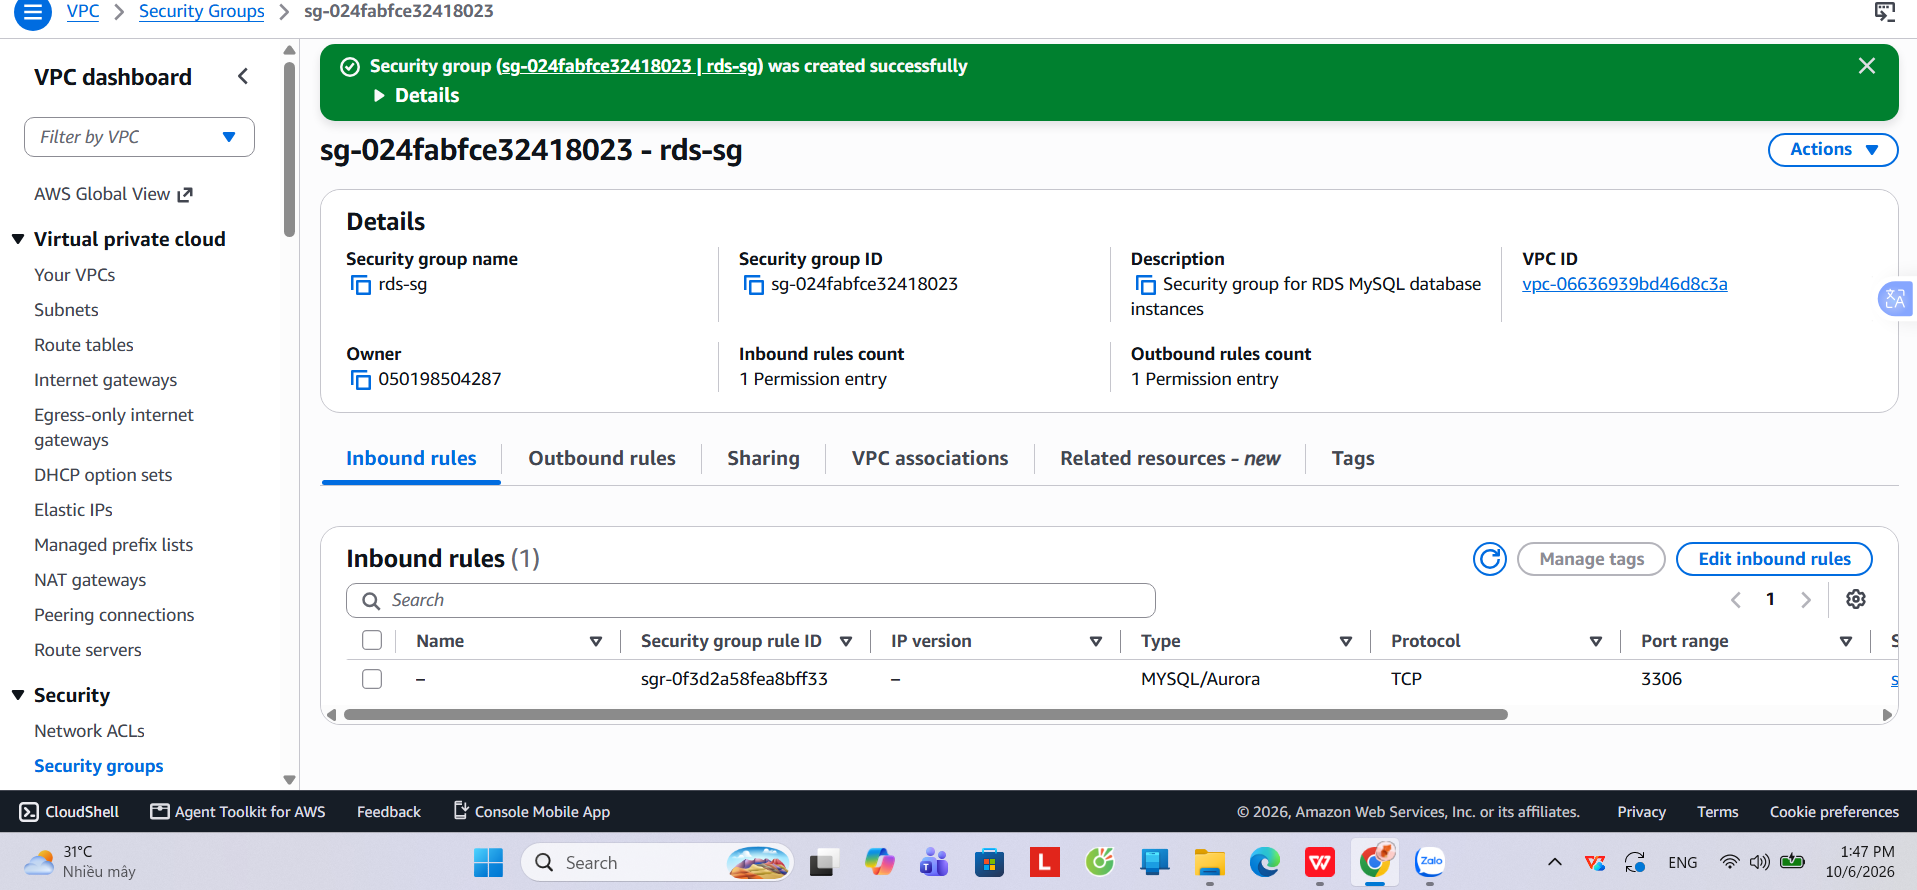 VPC > Security Groups > sg-024fabfce32418023
VPC dashboard
Filter by VPC
AWS Global View
Virtual private cloud
Your VPCs
Subnets
Route tables
Internet gateways
Egress-only internet
gateways
DHCP option sets
Elastic IPs
Managed prefix lists
NAT gateways
Peering connections
Route servers
Security
Network ACLs
Security groups
Security group (sg-024fabfce32418023 | rds-sg) was created successfully
Details
sg-024fabfce32418023 - rds-sg
Actions
Details
Security group name
rds-sg
Security group ID
sg-024fabfce32418023
Description
Security group for RDS MySQL database
instances
VPC ID
vpc-06636939bd46d8c3a
Owner
050198504287
Inbound rules count
1 Permission entry
Outbound rules count
1 Permission entry
Inbound rules Outbound rules Sharing VPC associations Related resources - new Tags
Inbound rules (1)
Manage tags Edit inbound rules
Search
1
Name Security group rule ID IP version Type Protocol Port range
– sgr-0f3d2a58fea8bff33 – MYSQL/Aurora TCP 3306
CloudShell Agent Toolkit for AWS Feedback Console Mobile App © 2026, Amazon Web Services, Inc. or its affiliates. Privacy Terms Cookie preferences
31°C
Nhiều mây
Search
Zalo
ENG
1:47 PM
10/6/2026